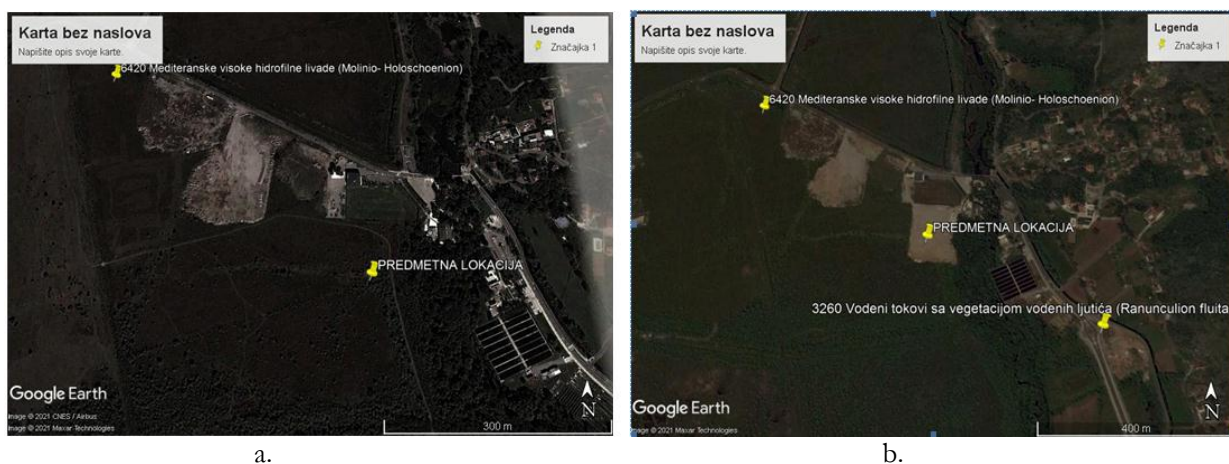 Karta bez naslova
Napišite opis svoje karte.
Legenda
Značajka 1
6420 Mediteranske visoke hidrofilne livade (Molinio- Holoschoenion)
PREDMETNA LOKACIJA
Google Earth
Image © 2021 CNES / Airbus
Image © 2021 Maxar Technologies
300 m
N
a.
Karta bez naslova
Napišite opis svoje karte.
Legenda
Značajka 1
6420 Mediteranske visoke hidrofilne livade (Molinio- Holoschoenion)
PREDMETNA LOKACIJA
3260 Vodeni tokovi sa vegetacijom vodenih ljutića (Ranunculion fluita
Google Earth
Image © 2021 Maxar Technologies
400 m
N
b.